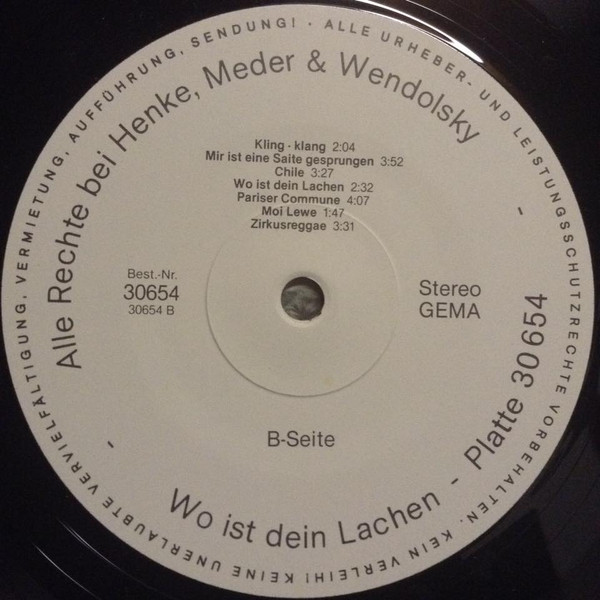 ALLE URHEBER- UND LEISTUNGSSCHUTZRECHTE VORBEHALTEN. KEIN VERLEIH! KEINE UNERLAUBTE VERVIELFÄLTIGUNG, VERMIETUNG, AUFFÜHRUNG, SENDUNG! ·
Alle Rechte bei Henke, Meder & Wendolsky
Kling - klang 2:04
Mir ist eine Saite gesprungen 3:52
Chile 3:27
Wo ist dein Lachen 2:32
Pariser Commune 4:07
Moi Lewe 1:47
Zirkusreggae 3:31
Best.-Nr.
30654
30654 B
Stereo
GEMA
B-Seite
- Wo ist dein Lachen - Platte 30654 -